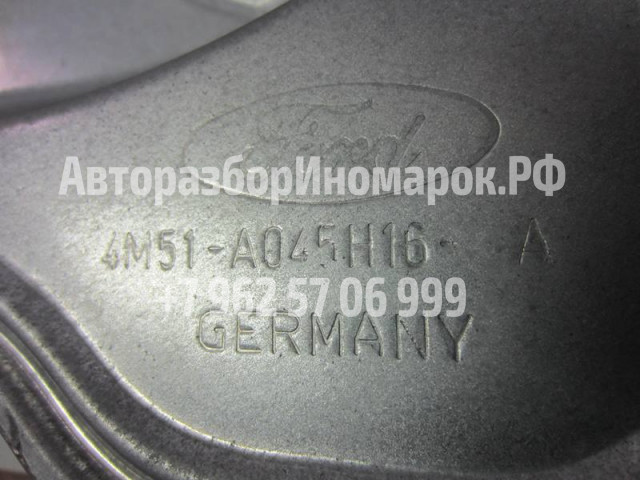 Ford
АвторазборИномарок.РФ
4M51-A045H16- A
+7 962 57 06 999
GERMANY